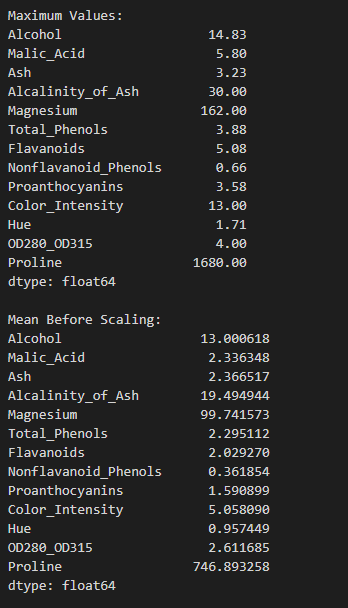 Maximum Values:
Alcohol                  14.83
Malic_Acid                5.80
Ash                       3.23
Alcalinity_of_Ash        30.00
Magnesium               162.00
Total_Phenols             3.88
Flavanoids                5.08
Nonflavanoid_Phenols      0.66
Proanthocyanins           3.58
Color_Intensity          13.00
Hue                       1.71
OD280_OD315               4.00
Proline                1680.00
dtype: float64

Mean Before Scaling:
Alcohol                  13.000618
Malic_Acid                2.336348
Ash                       2.366517
Alcalinity_of_Ash        19.494944
Magnesium                99.741573
Total_Phenols             2.295112
Flavanoids                2.029270
Nonflavanoid_Phenols      0.361854
Proanthocyanins           1.590899
Color_Intensity           5.058090
Hue                       0.957449
OD280_OD315               2.611685
Proline                 746.893258
dtype: float64